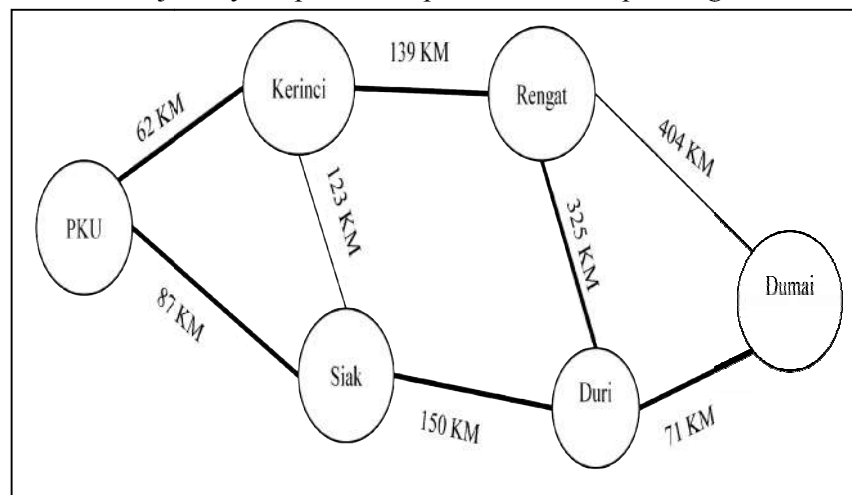 139 KM
Kerinci
Rengat
62 KM
404 KM
123 KM
PKU
325 KM
Dumai
87 KM
Siak
Duri
150 KM
71 KM